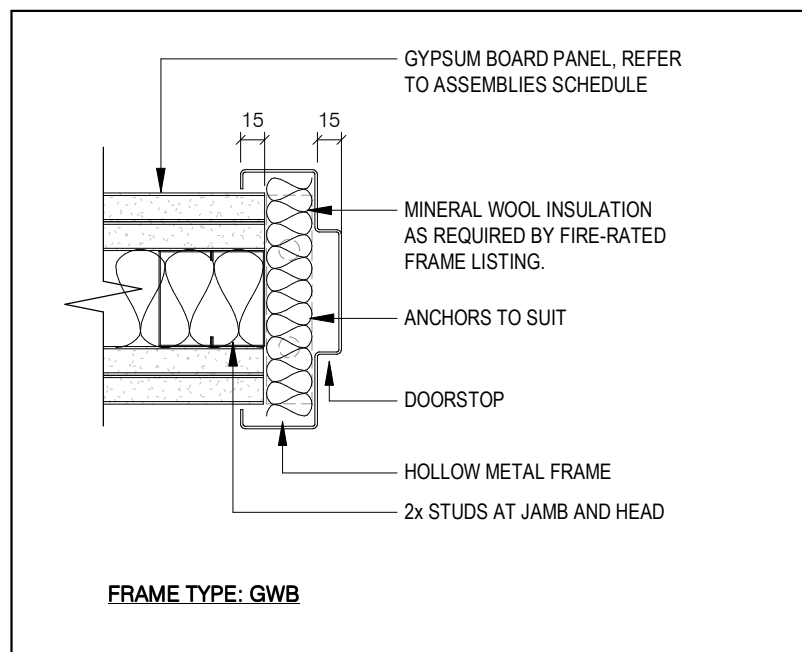 GYPSUM BOARD PANEL, REFER
TO ASSEMBLIES SCHEDULE
15
15
MINERAL WOOL INSULATION
AS REQUIRED BY FIRE-RATED
FRAME LISTING.
ANCHORS TO SUIT
DOORSTOP
HOLLOW METAL FRAME
2x STUDS AT JAMB AND HEAD
FRAME TYPE: GWB